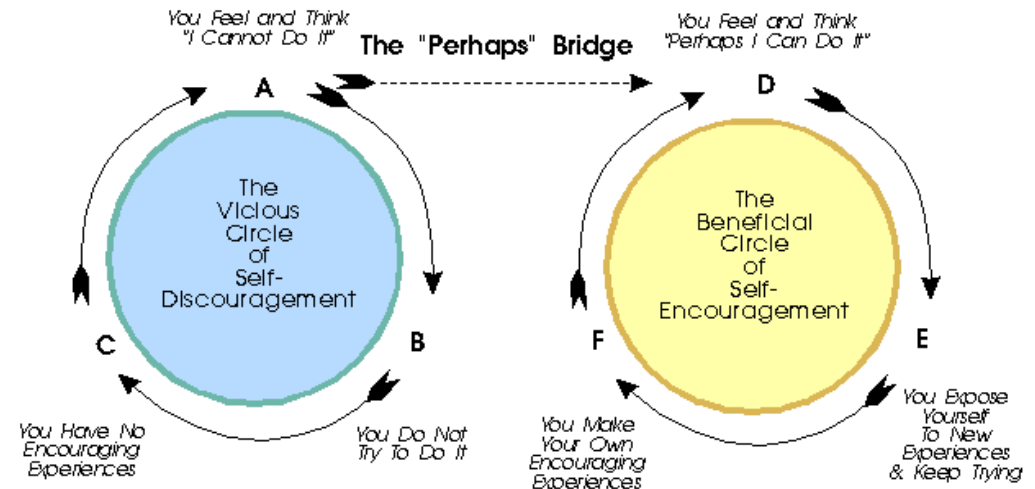 You Feel and Think
"I Cannot Do It"
The "Perhaps" Bridge
You Feel and Think
"Perhaps I Can Do It"
A
D
The
Vicious
Circle
of
Self-
Discouragement
The
Beneficial
Circle
of
Self-
Encouragement
C
B
F
E
You Have No
Encouraging
Experiences
You Do Not
Try To Do It
You Make
Your Own
Encouraging
Experiences
You Expose
Yourself
To New
Experiences
& Keep Trying